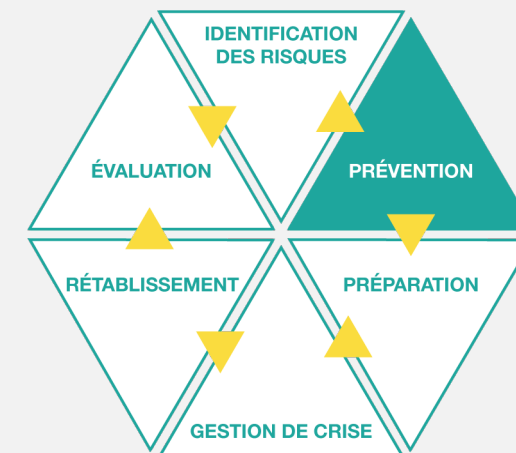 IDENTIFICATION
DES RISQUES
ÉVALUATION
PRÉVENTION
RÉTABLISSEMENT
PRÉPARATION
GESTION DE CRISE